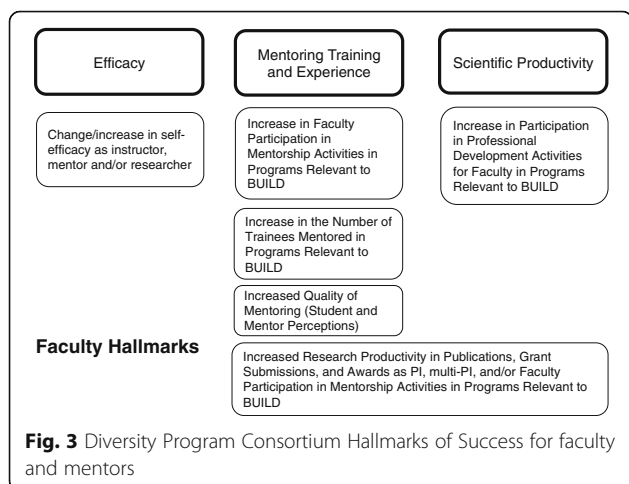 Efficacy
Mentoring Training
and Experience
Scientific Productivity
Change/increase in self-
efficacy as instructor,
mentor and/or researcher
Increase in Faculty
Participation in
Mentorship Activities in
Programs Relevant to
BUILD
Increase in Participation
in Professional
Development Activities
for Faculty in Programs
Relevant to BUILD
Increase in the Number of
Trainees Mentored in
Programs Relevant to
BUILD
Increased Quality of
Mentoring (Student and
Mentor Perceptions)
Faculty Hallmarks
Increased Research Productivity in Publications, Grant
Submissions, and Awards as PI, multi-PI, and/or Faculty
Participation in Mentorship Activities in Programs Relevant to
BUILD
Fig. 3 Diversity Program Consortium Hallmarks of Success for faculty
and mentors